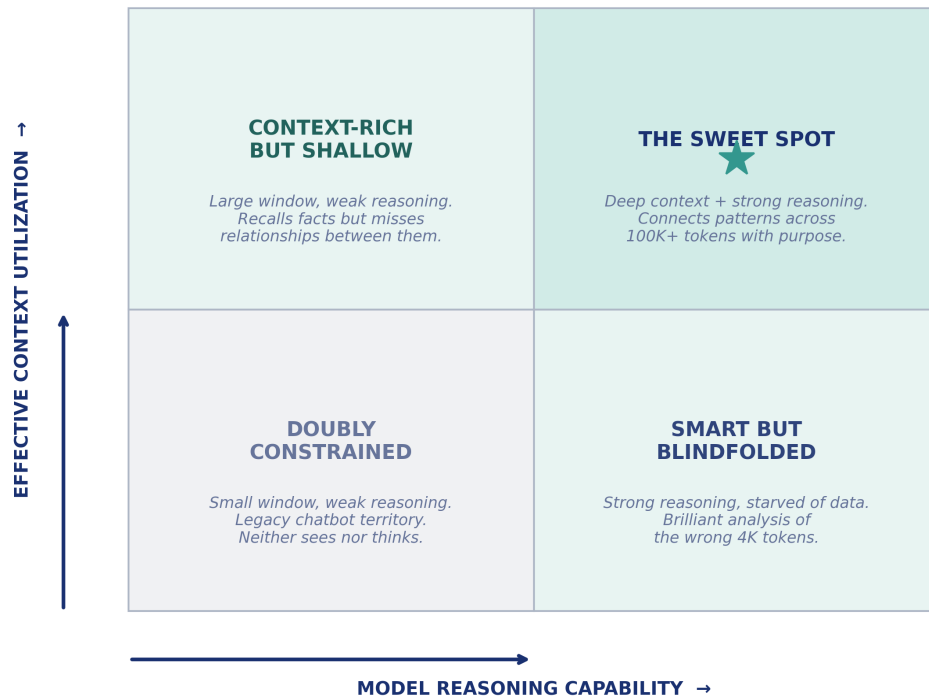 CONTEXT-RICH
BUT SHALLOW
Large window, weak reasoning.
Recalls facts but misses
relationships between them.
THE SWEET SPOT
Deep context + strong reasoning.
Connects patterns across
100K+ tokens with purpose.
DOUBLY
CONSTRAINED
Small window, weak reasoning.
Legacy chatbot territory.
Neither sees nor thinks.
SMART BUT
BLINDFOLDED
Strong reasoning, starved of data.
Brilliant analysis of
the wrong 4K tokens.
EFFECTIVE CONTEXT UTILIZATION →
MODEL REASONING CAPABILITY →